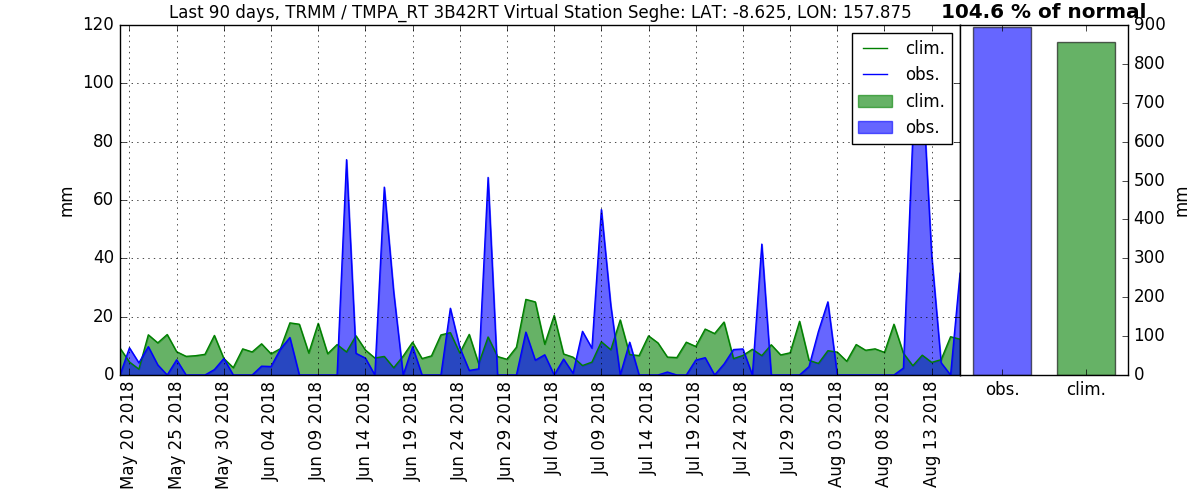 Last 90 days, TRMM / TMPA_RT 3B42RT Virtual Station Seghe: LAT: -8.625, LON: 157.875
104.6 % of normal
120
100
80
60
40
20
0
mm
clim.
obs.
clim.
obs.
900
800
700
600
500
400
300
200
100
0
mm
obs.
clim.
May 20 2018
May 25 2018
May 30 2018
Jun 04 2018
Jun 09 2018
Jun 14 2018
Jun 19 2018
Jun 24 2018
Jun 29 2018
Jul 04 2018
Jul 09 2018
Jul 14 2018
Jul 19 2018
Jul 24 2018
Jul 29 2018
Aug 03 2018
Aug 08 2018
Aug 13 2018